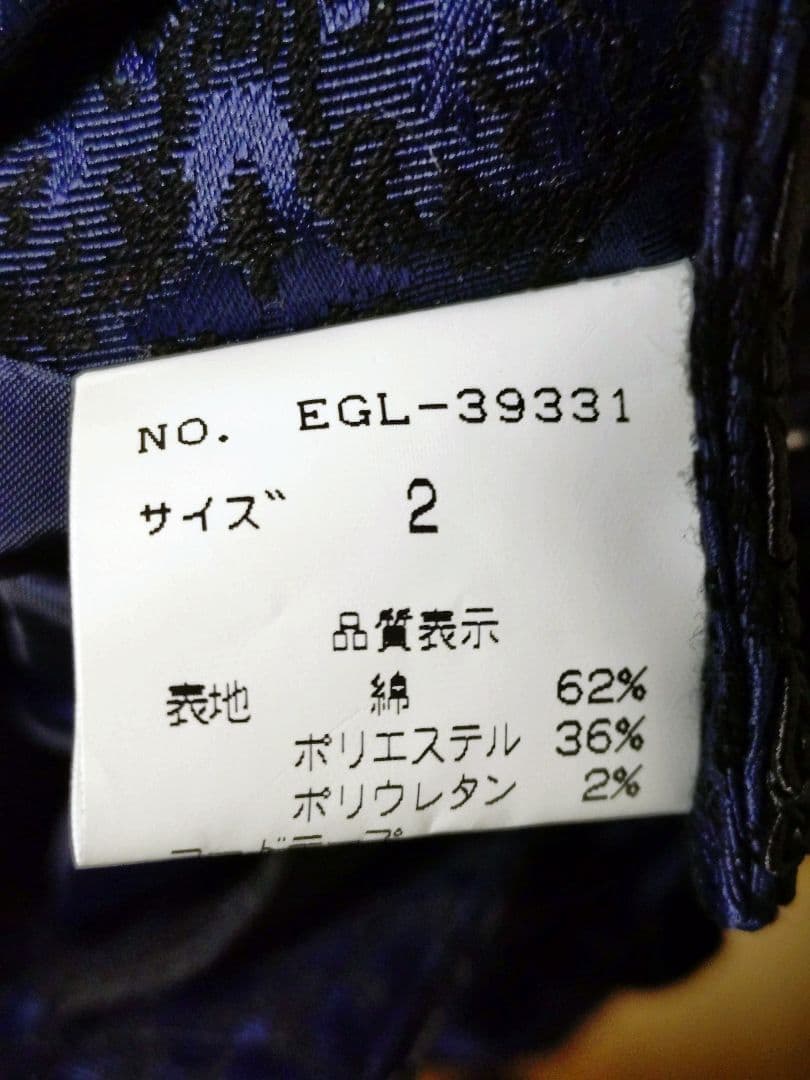 NO. EGL-39331
サイズ 2
品質表示
表地 綿 62%
ポリエステル 36%
ポリウレタン 2%